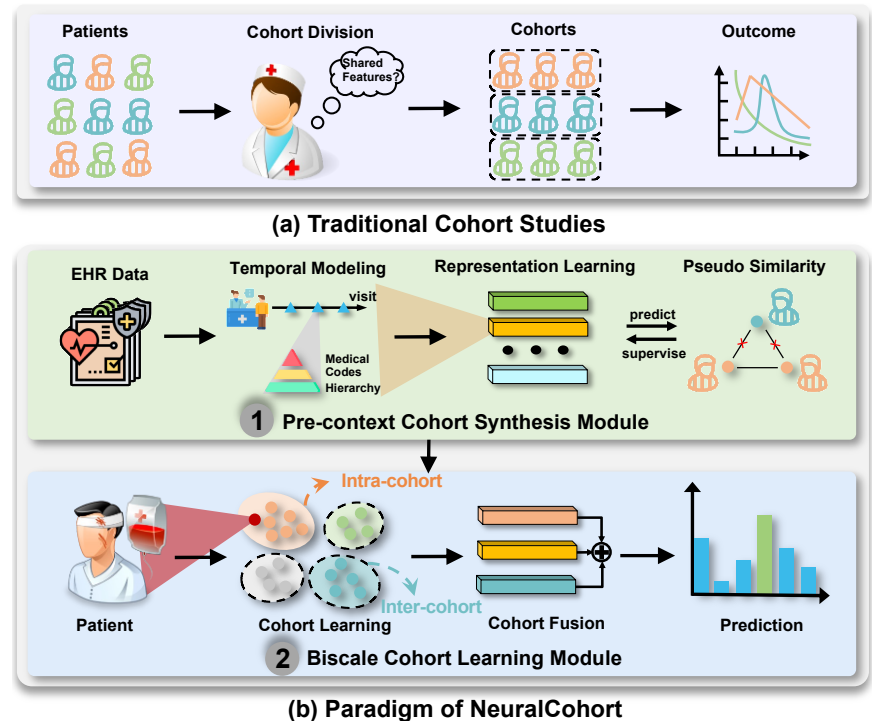 Patients
Cohort Division
Cohorts
Outcome
Shared
Features?
(a) Traditional Cohort Studies
EHR Data
Temporal Modeling
Representation Learning
Pseudo Similarity
visit
Medical
Codes
Hierarchy
predict
supervise
1 Pre-context Cohort Synthesis Module
Intra-cohort
Inter-cohort
Patient
Cohort Learning
Cohort Fusion
Prediction
2 Biscale Cohort Learning Module
(b) Paradigm of NeuralCohort